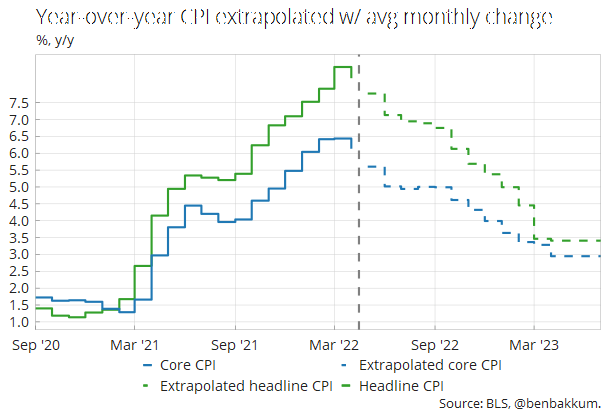 Year-over-year CPI extrapolated w/ avg monthly change
%, y/y
7.5
7.0
6.5
6.0
5.5
5.0
4.5
4.0
3.5
3.0
2.5
2.0
1.5
1.0
Sep '20 Mar '21 Sep '21 Mar '22 Sep '22 Mar '23
Core CPI Extrapolated core CPI
Extrapolated headline CPI Headline CPI
Source: BLS, @benbakkum.